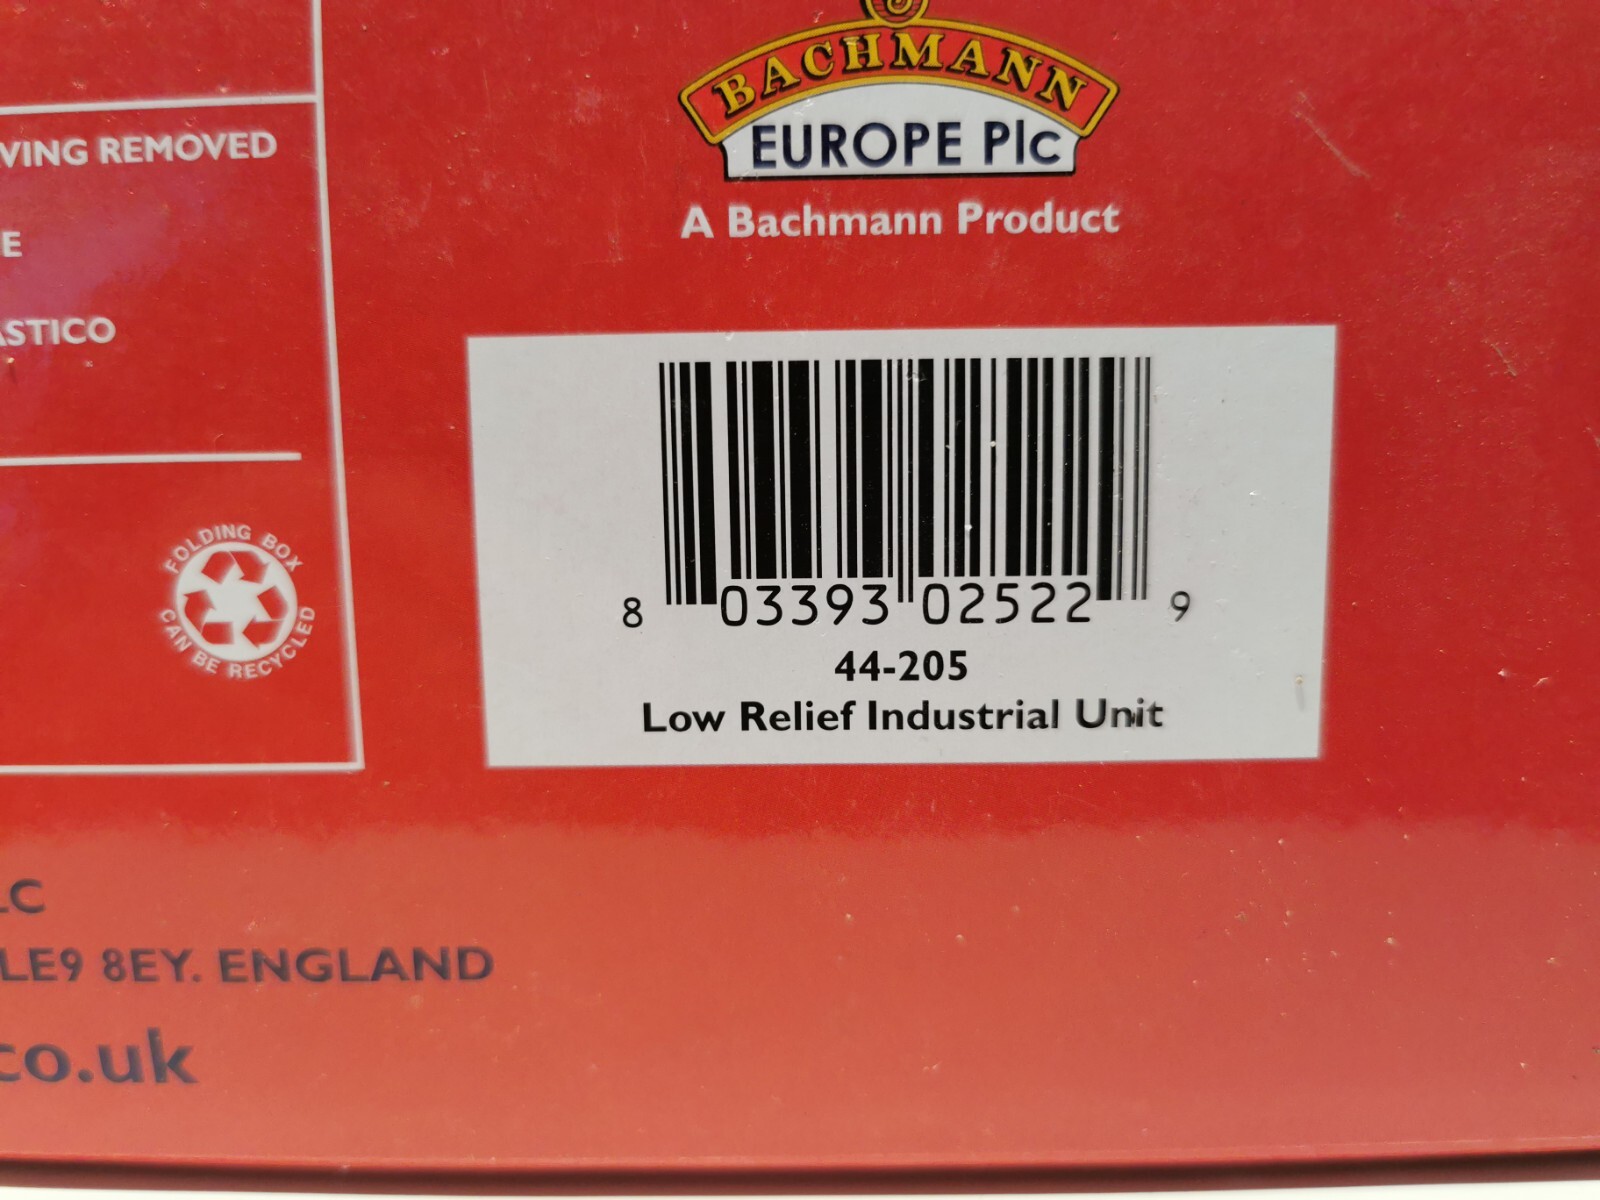 BACHMANN
EUROPE Plc
A Bachmann Product
VING REMOVED
E
ASTICO
FOLDING BOX
CAN BE RECYCLED
8 03393 02522 9
44-205
Low Relief Industrial Unit
LC
LE9 8EY. ENGLAND
co.uk